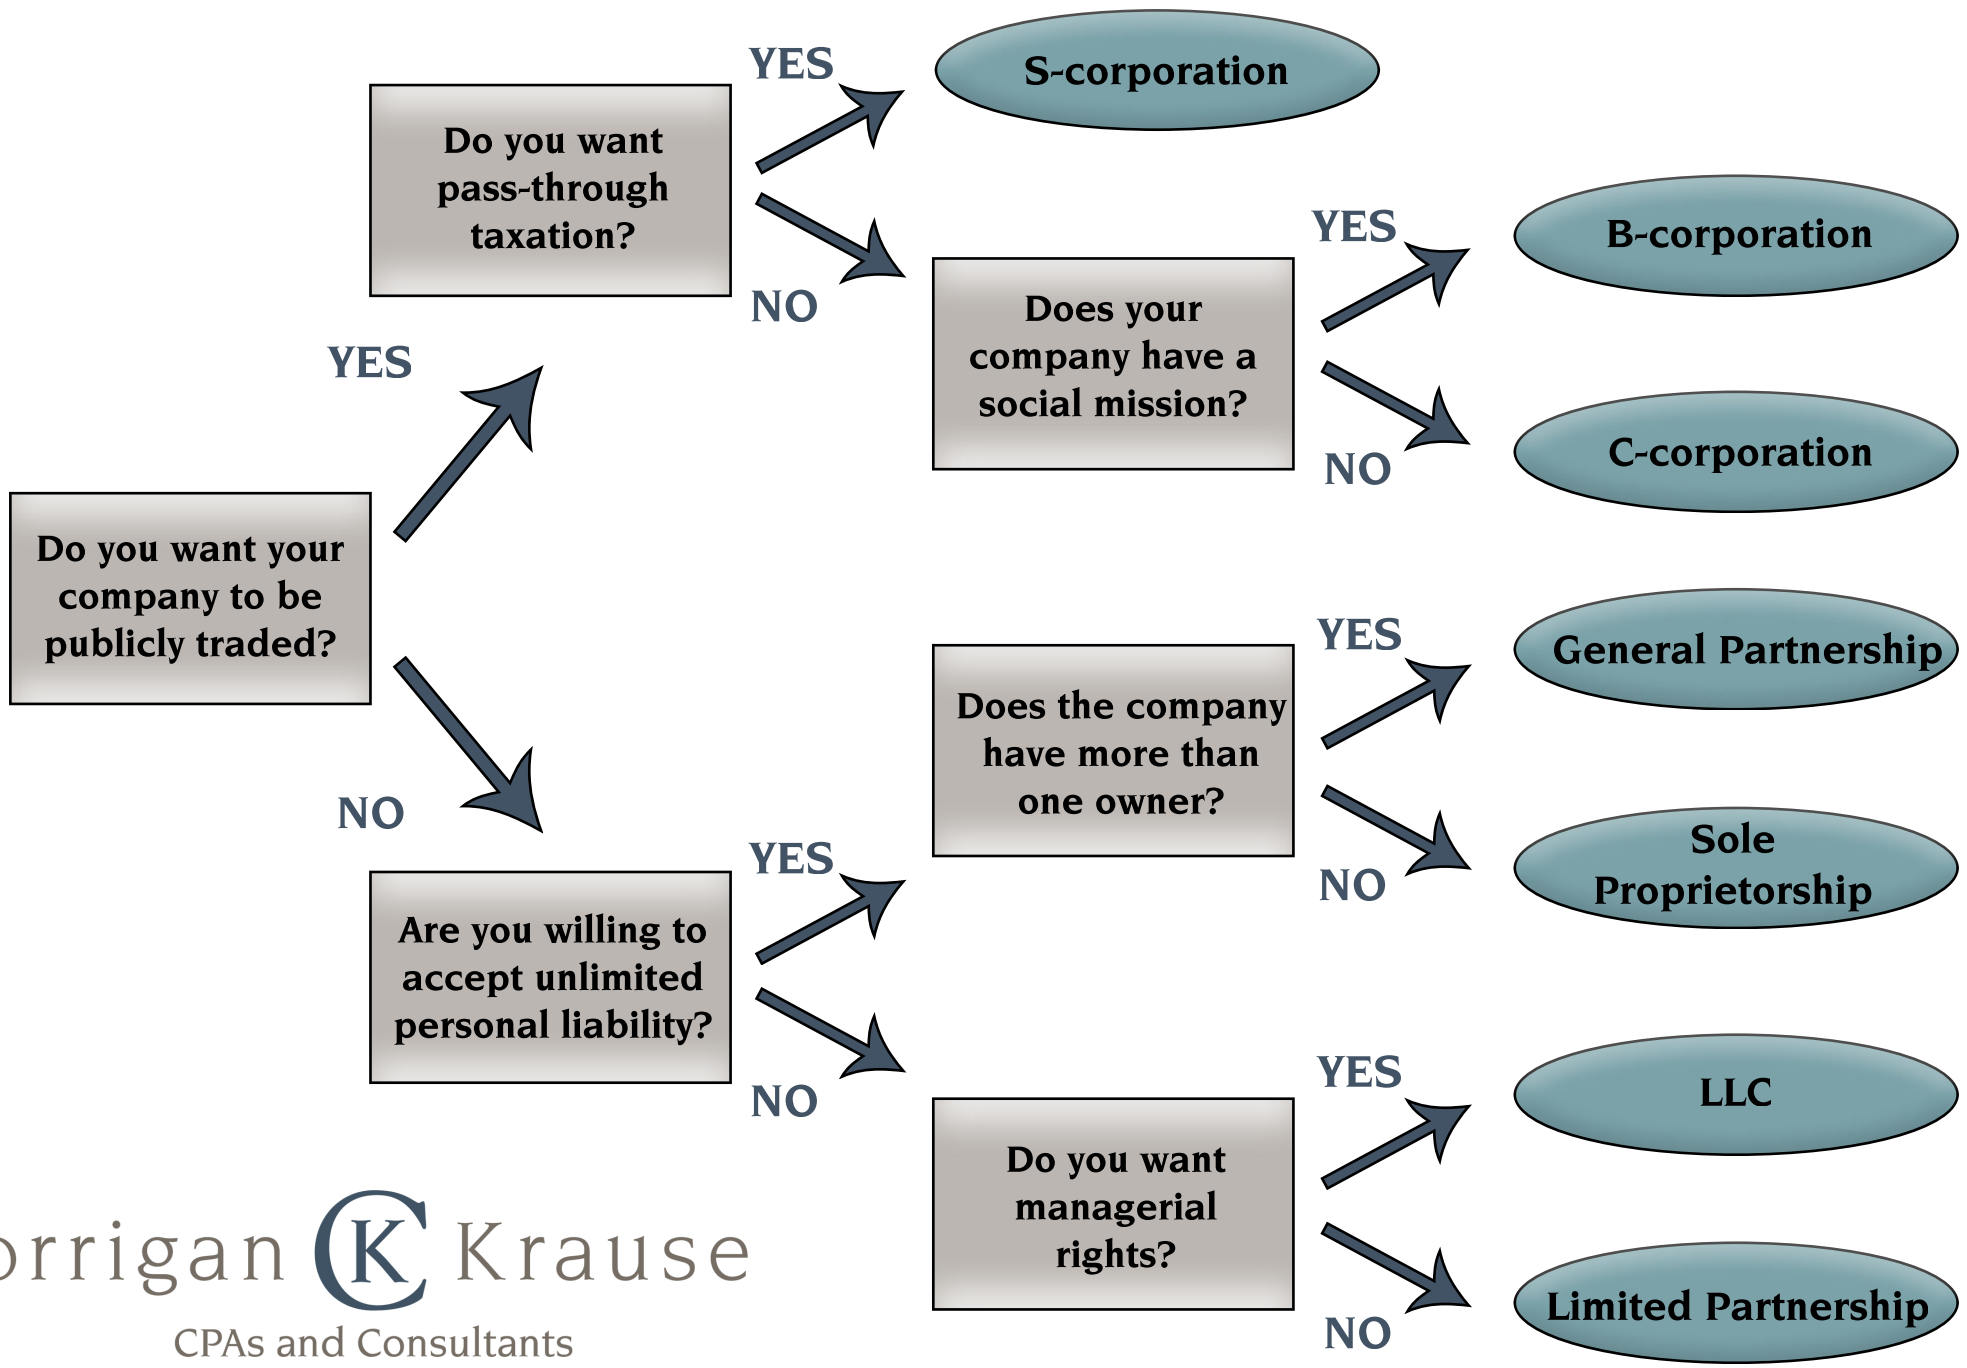 YES
S-corporation
Do you want
pass-through
taxation?
NO
YES
B-corporation
Does your
company have a
social mission?
NO
C-corporation
YES
Do you want your
company to be
publicly traded?
NO
YES
General Partnership
Does the company
have more than
one owner?
NO
Sole
Proprietorship
YES
Are you willing to
accept unlimited
personal liability?
NO
YES
LLC
Do you want
managerial
rights?
NO
Limited Partnership
orrigan CK Krause
CPAs and Consultants